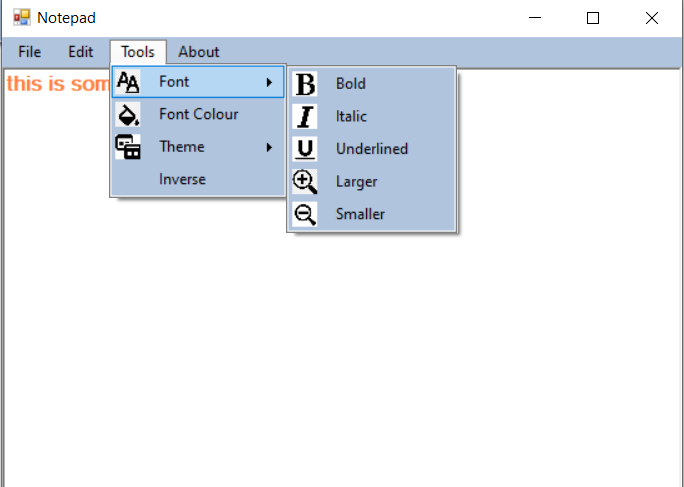 Notepad
File Edit Tools About
this is som
Font
Font Colour
Theme
Inverse
Bold
Italic
Underlined
Larger
Smaller